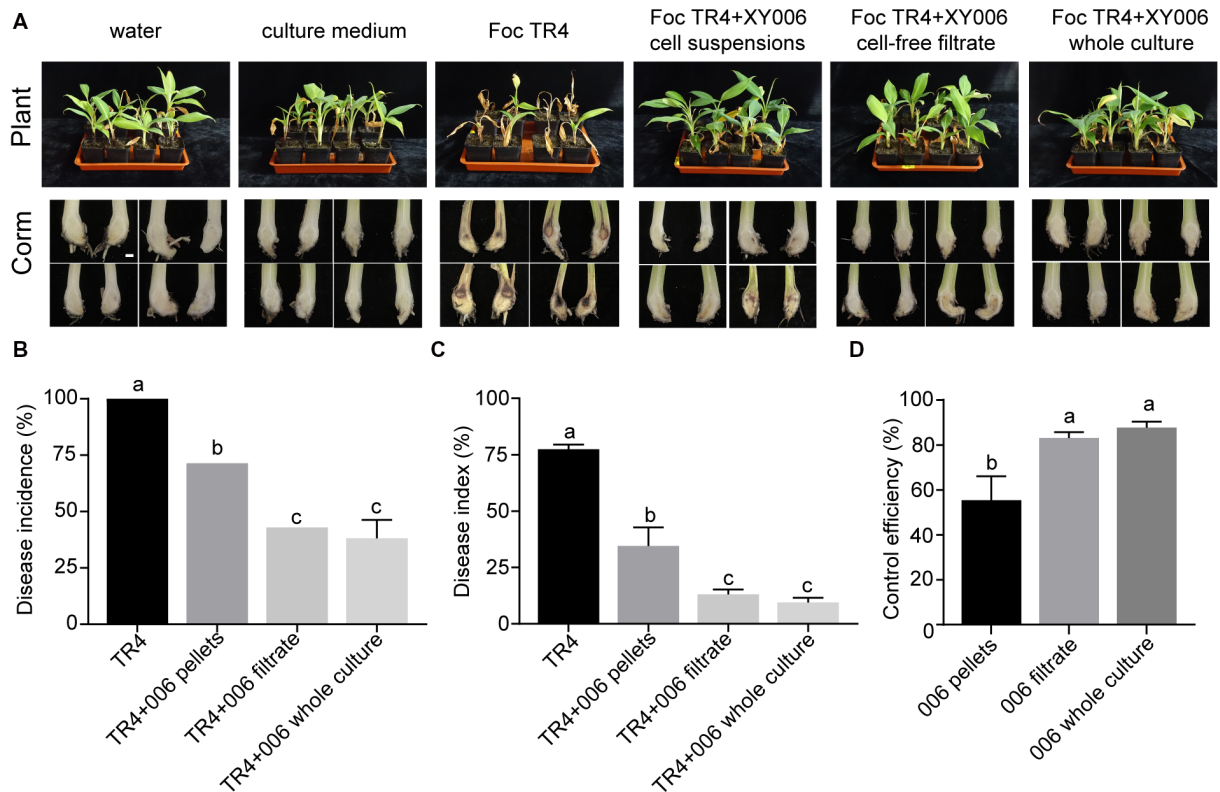 A
water
culture medium
Foc TR4
Foc TR4+XY006
cell suspensions
Foc TR4+XY006
cell-free filtrate
Foc TR4+XY006
whole culture
Plant
Corm
B
Disease incidence (%)
100
75
50
25
0
a
b
c
c
TR4
TR4+006 pellets
TR4+006 filtrate
TR4+006 whole culture
C
Disease index (%)
100
75
50
25
0
a
b
c
c
TR4
TR4+006 pellets
TR4+006 filtrate
TR4+006 whole culture
D
Control efficiency (%)
100
80
60
40
20
0
b
a
a
006 pellets
006 filtrate
006 whole culture